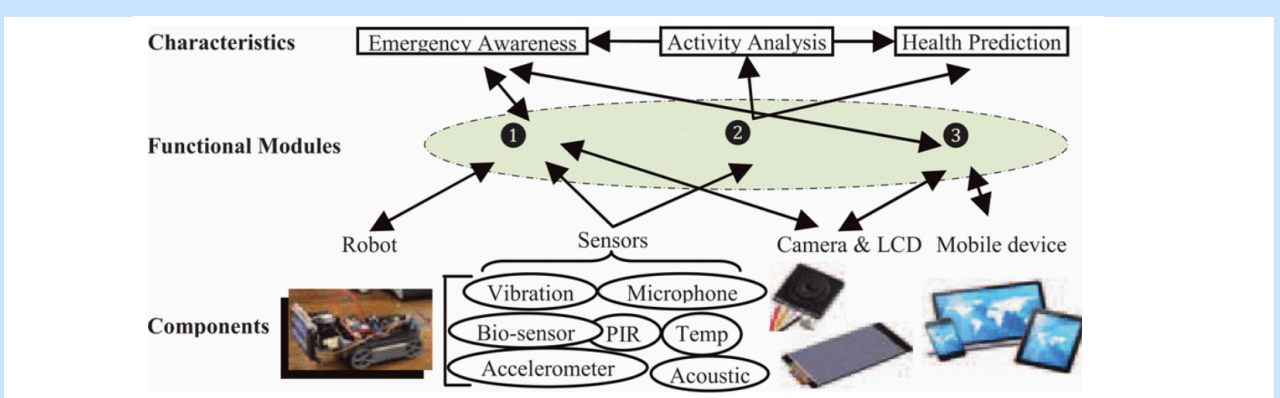 Characteristics
Emergency Awareness
Activity Analysis
Health Prediction
Functional Modules
1
2
3
Robot
Sensors
Camera & LCD
Mobile device
Components
Vibration
Microphone
Bio-sensor
PIR
Temp
Accelerometer
Acoustic